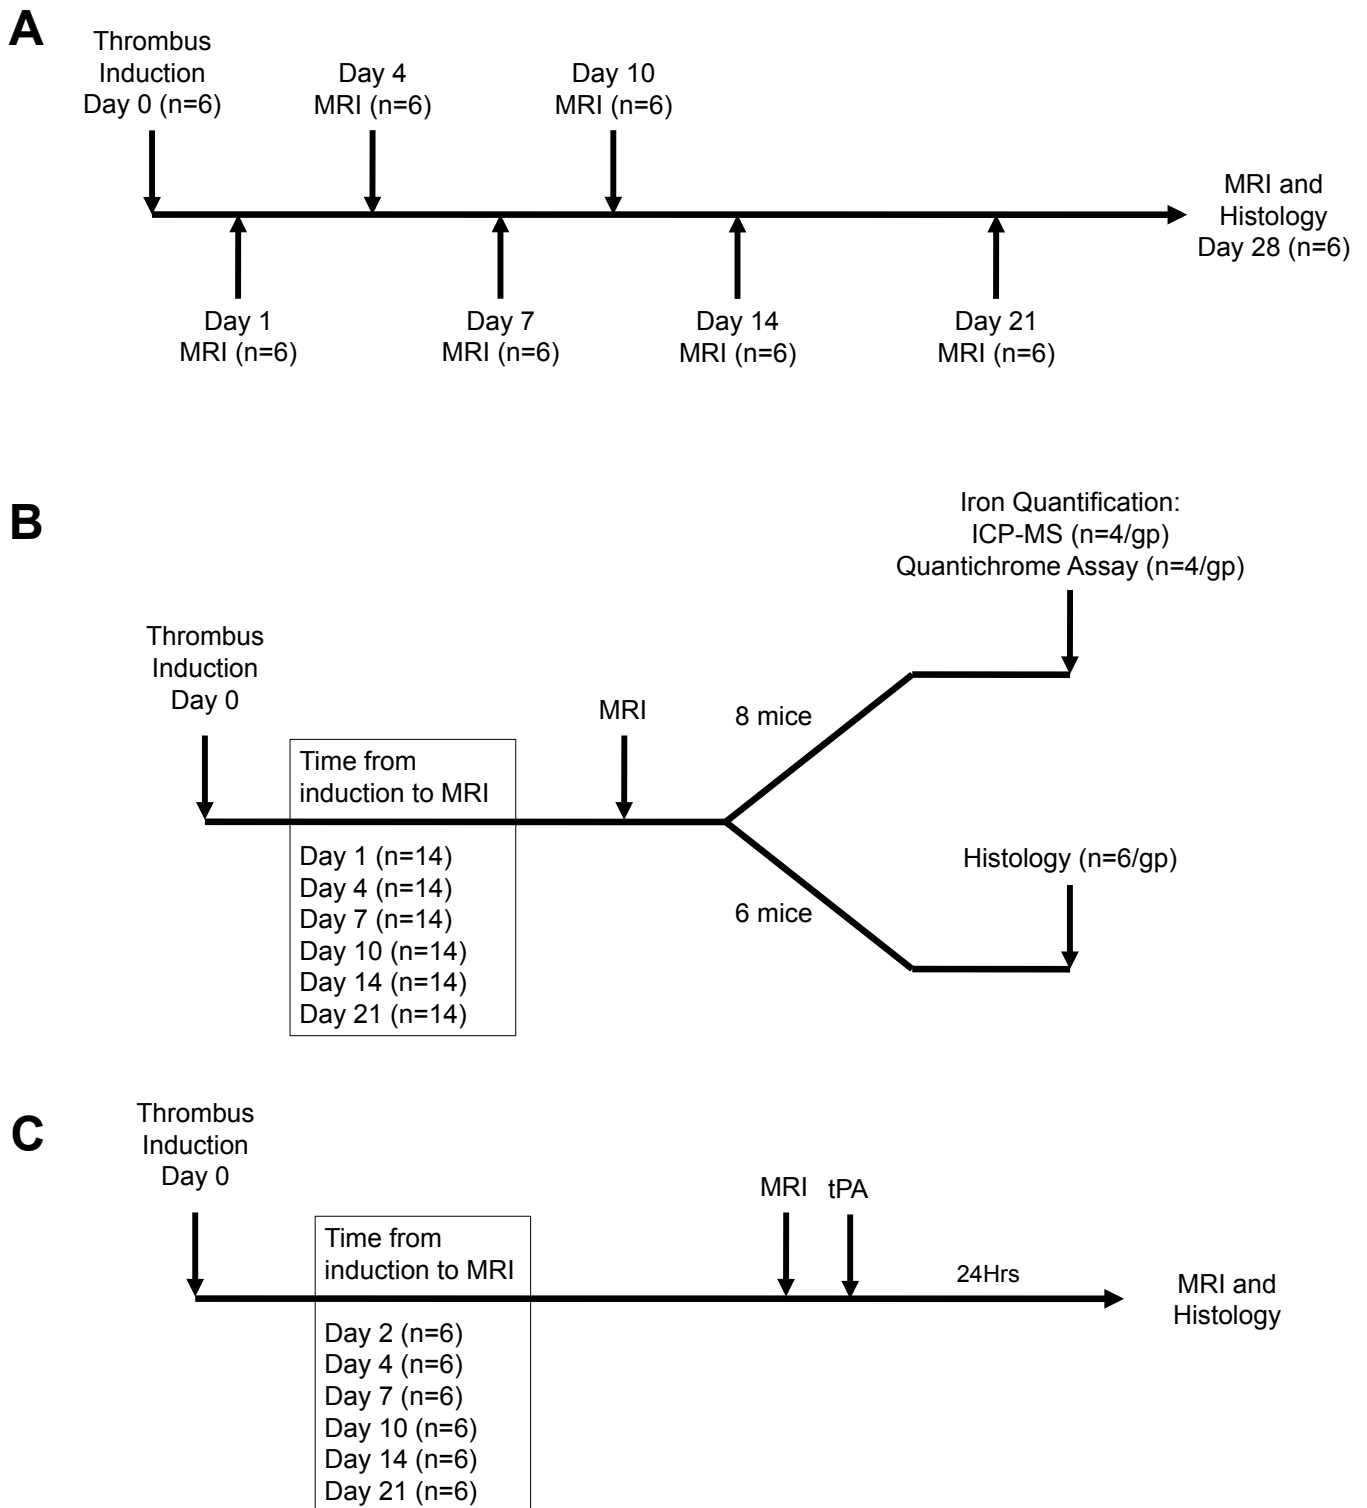 A
Thrombus
Induction
Day 0 (n=6)
Day 4
MRI (n=6)
Day 10
MRI (n=6)
MRI and
Histology
Day 28 (n=6)
Day 1
MRI (n=6)
Day 7
MRI (n=6)
Day 14
MRI (n=6)
Day 21
MRI (n=6)
B
Iron Quantification:
ICP-MS (n=4/gp)
Quantichrome Assay (n=4/gp)
Thrombus
Induction
Day 0
MRI
8 mice
Time from
induction to MRI
Day 1 (n=14)
Day 4 (n=14)
Day 7 (n=14)
Day 10 (n=14)
Day 14 (n=14)
Day 21 (n=14)
Histology (n=6/gp)
6 mice
C
Thrombus
Induction
Day 0
MRI
tPA
Time from
induction to MRI
24Hrs
MRI and
Histology
Day 2 (n=6)
Day 4 (n=6)
Day 7 (n=6)
Day 10 (n=6)
Day 14 (n=6)
Day 21 (n=6)